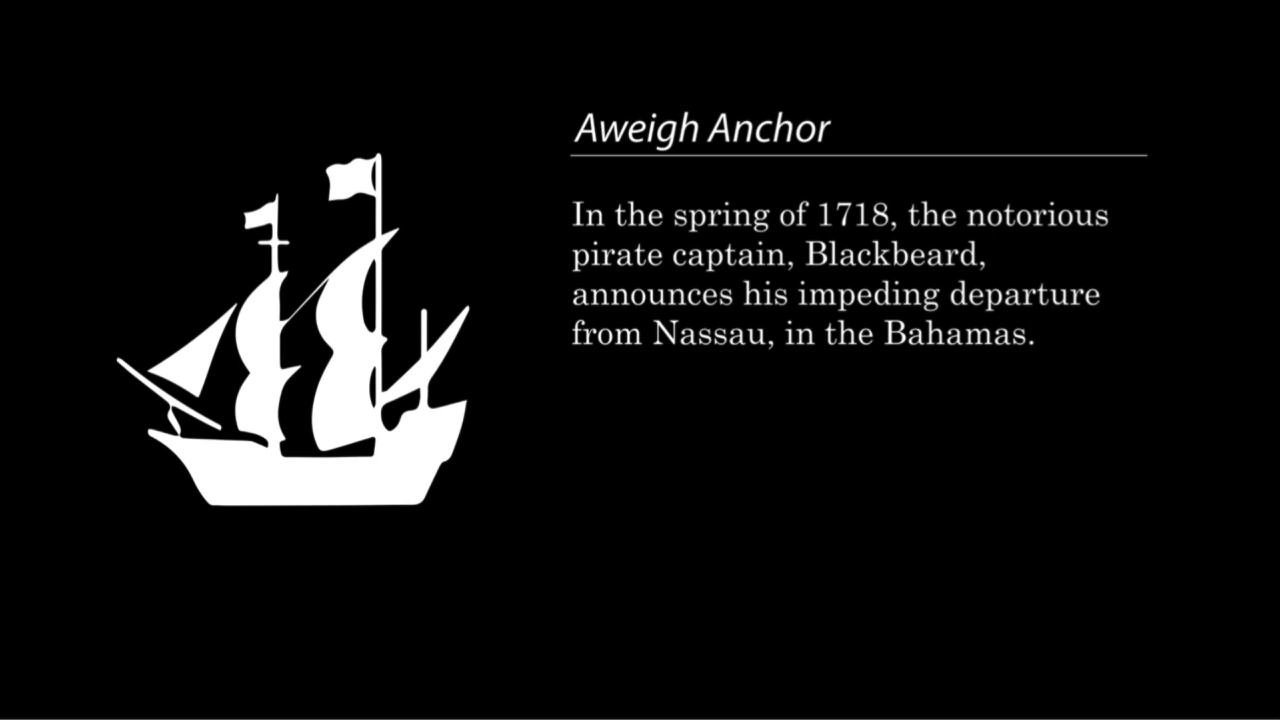 Aweigh Anchor
In the spring of 1718, the notorious
pirate captain, Blackbeard,
announces his impeding departure
from Nassau, in the Bahamas.